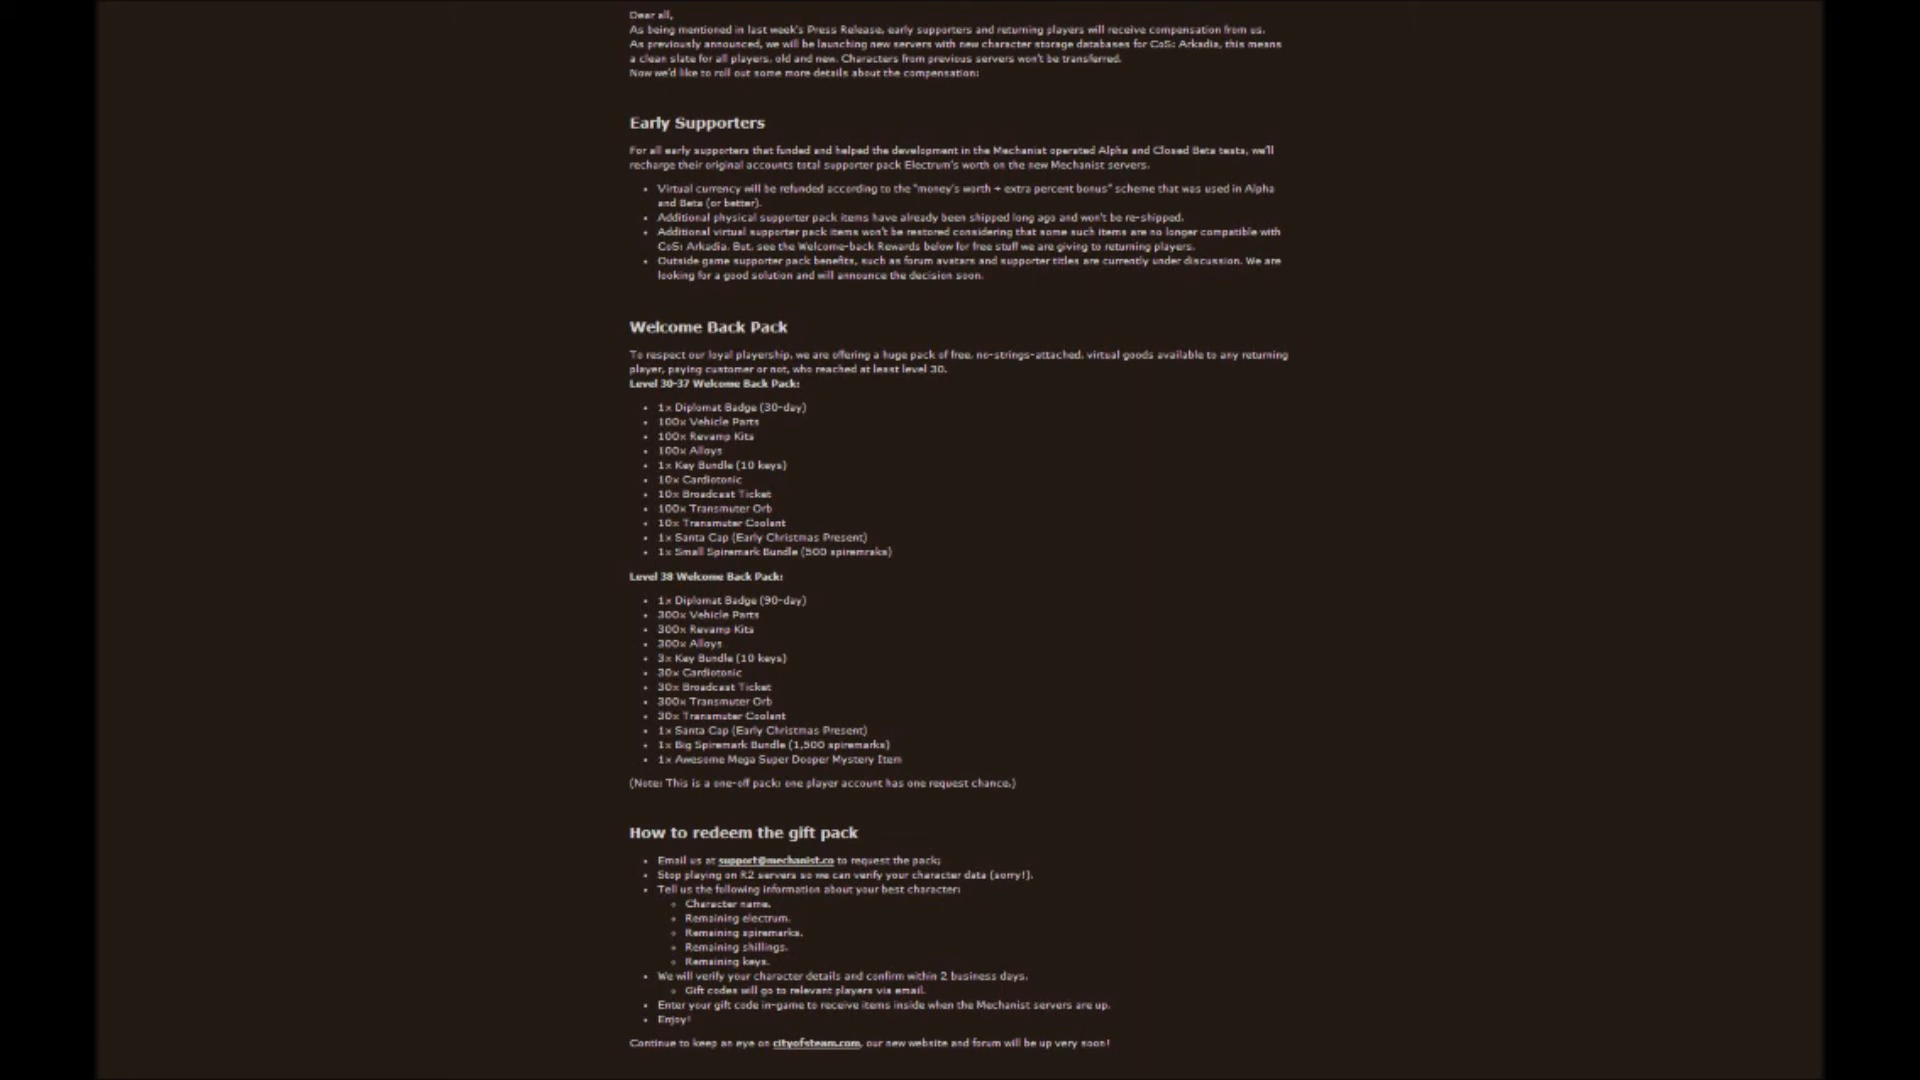 Dear all,
As being mentioned in last week's Press Release, early supporters and returning players will receive compensation from us.
As previously announced, we will be launching new servers with new character storage databases for CoS: Arkadia, this means
a clean slate for all players, old and new. Characters from previous servers won't be transferred.
Now we'd like to roll out some more details about the compensation:
Early Supporters
For all early supporters that funded and helped the development in the Mechanist operated Alpha and Closed Beta tests, we'll
recharge their original accounts total supporter pack Electrum's worth on the new Mechanist servers.
• Virtual currency will be refunded according to the "money's worth + extra percent bonus" scheme that was used in Alpha
and Beta (or better).
• Additional physical supporter pack items have already been shipped long ago and won't be re-shipped.
• Additional virtual supporter pack items won't be restored considering that some such items are no longer compatible with
CoS: Arkadia. But, see the Welcome-back Rewards below for free stuff we are giving to returning players.
• Outside game supporter pack benefits, such as forum avatars and supporter titles are currently under discussion. We are
looking for a good solution and will announce the decision soon.
Welcome Back Pack
To respect our loyal playership, we are offering a huge pack of free, no-strings-attached, virtual goods available to any returning
player, paying customer or not, who reached at least level 30.
Level 30-37 Welcome Back Pack:
• 1x Diplomat Badge (30-day)
• 100x Vehicle Parts
• 100x Revamp Kits
• 100x Alloys
• 1x Key Bundle (10 keys)
• 10x Cardiotonic
• 10x Broadcast Ticket
• 100x Transmuter Orb
• 10x Transmuter Coolant
• 1x Santa Cap (Early Christmas Present)
• 1x Small Spiremark Bundle (500 spiremraks)
Level 38 Welcome Back Pack:
• 1x Diplomat Badge (90-day)
• 300x Vehicle Parts
• 300x Revamp Kits
• 300x Alloys
• 3x Key Bundle (10 keys)
• 30x Cardiotonic
• 30x Broadcast Ticket
• 300x Transmuter Orb
• 30x Transmuter Coolant
• 1x Santa Cap (Early Christmas Present)
• 1x Big Spiremark Bundle (1,500 spiremarks)
• 1x Awesome Mega Super Dooper Mystery Item
(Note: This is a one-off pack: one player account has one request chance.)
How to redeem the gift pack
• Email us at support@mechanist.co to request the pack;
• Stop playing on R2 servers so we can verify your character data (sorry!).
• Tell us the following information about your best character:
◦ Character name.
◦ Remaining electrum.
◦ Remaining spiremarks.
◦ Remaining shillings.
◦ Remaining keys.
• We will verify your character details and confirm within 2 business days.
◦ Gift codes will go to relevant players via email.
• Enter your gift code in-game to receive items inside when the Mechanist servers are up.
• Enjoy!
Continue to keep an eye on cityofsteam.com, our new website and forum will be up very soon!